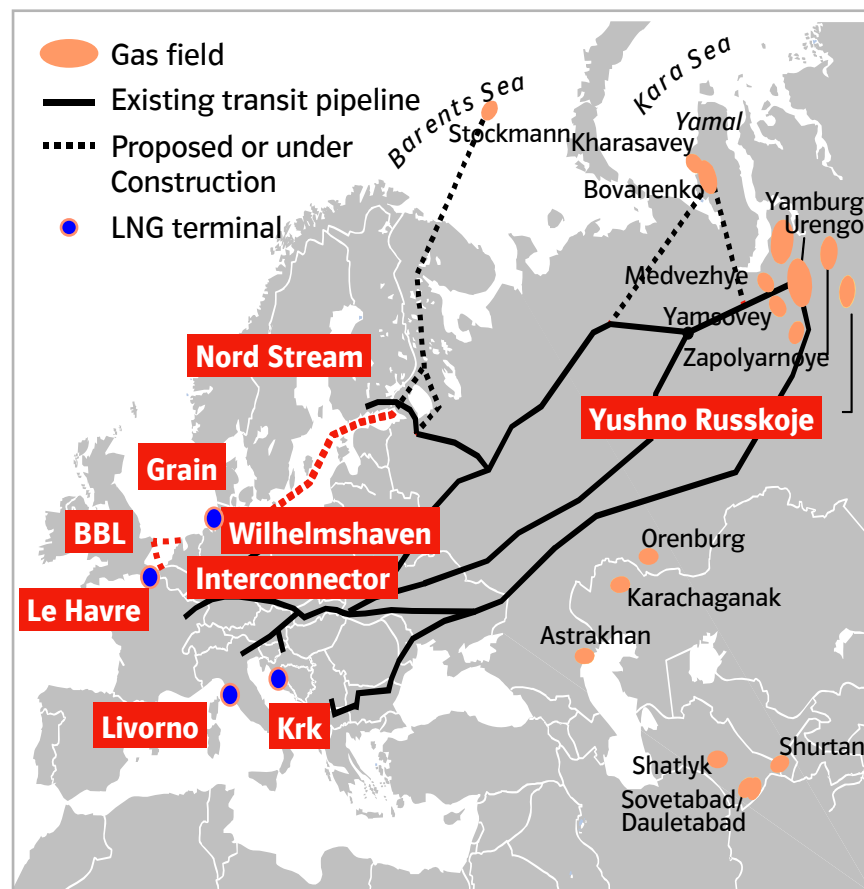 Gas field
Existing transit pipeline
Proposed or under
Construction
LNG terminal
Barents Sea
Kara Sea
Stockmann
Yamal
Kharasavey
Bovanenko
Yamburg
Urengo
Medvezhye
Yamsovey
Zapolyarnoye
Nord Stream
Yushno Russkoje
Grain
BBL
Wilhelmshaven
Interconnector
Le Havre
Orenburg
Karachaganak
Astrakhan
Livorno
Krk
Shatlyk
Shurtan
Sovetabad/
Dauletabad